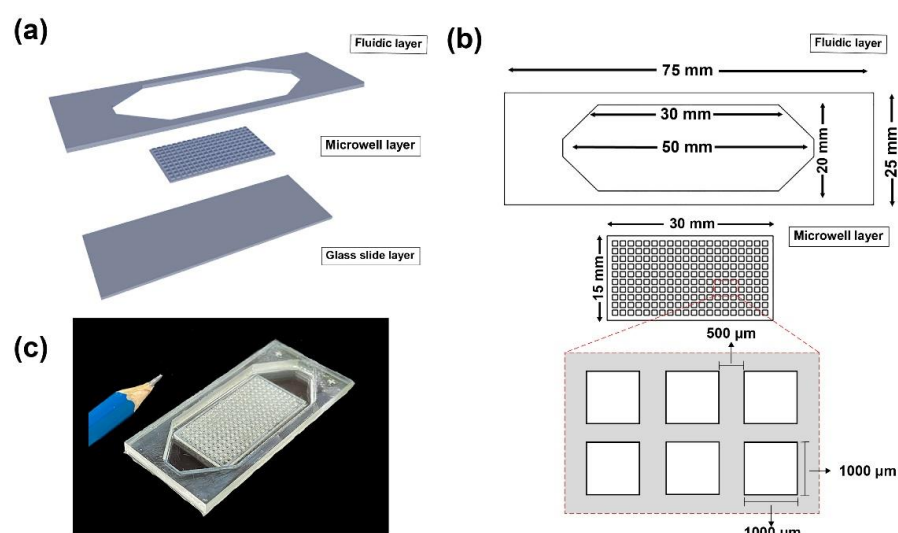 (a)
Fluidic layer
Microwell layer
Glass slide layer
(b)
Fluidic layer
75 mm
30 mm
50 mm
20 mm
25 mm
30 mm
Microwell layer
15 mm
500 µm
1000 µm
1000 µm
(c)